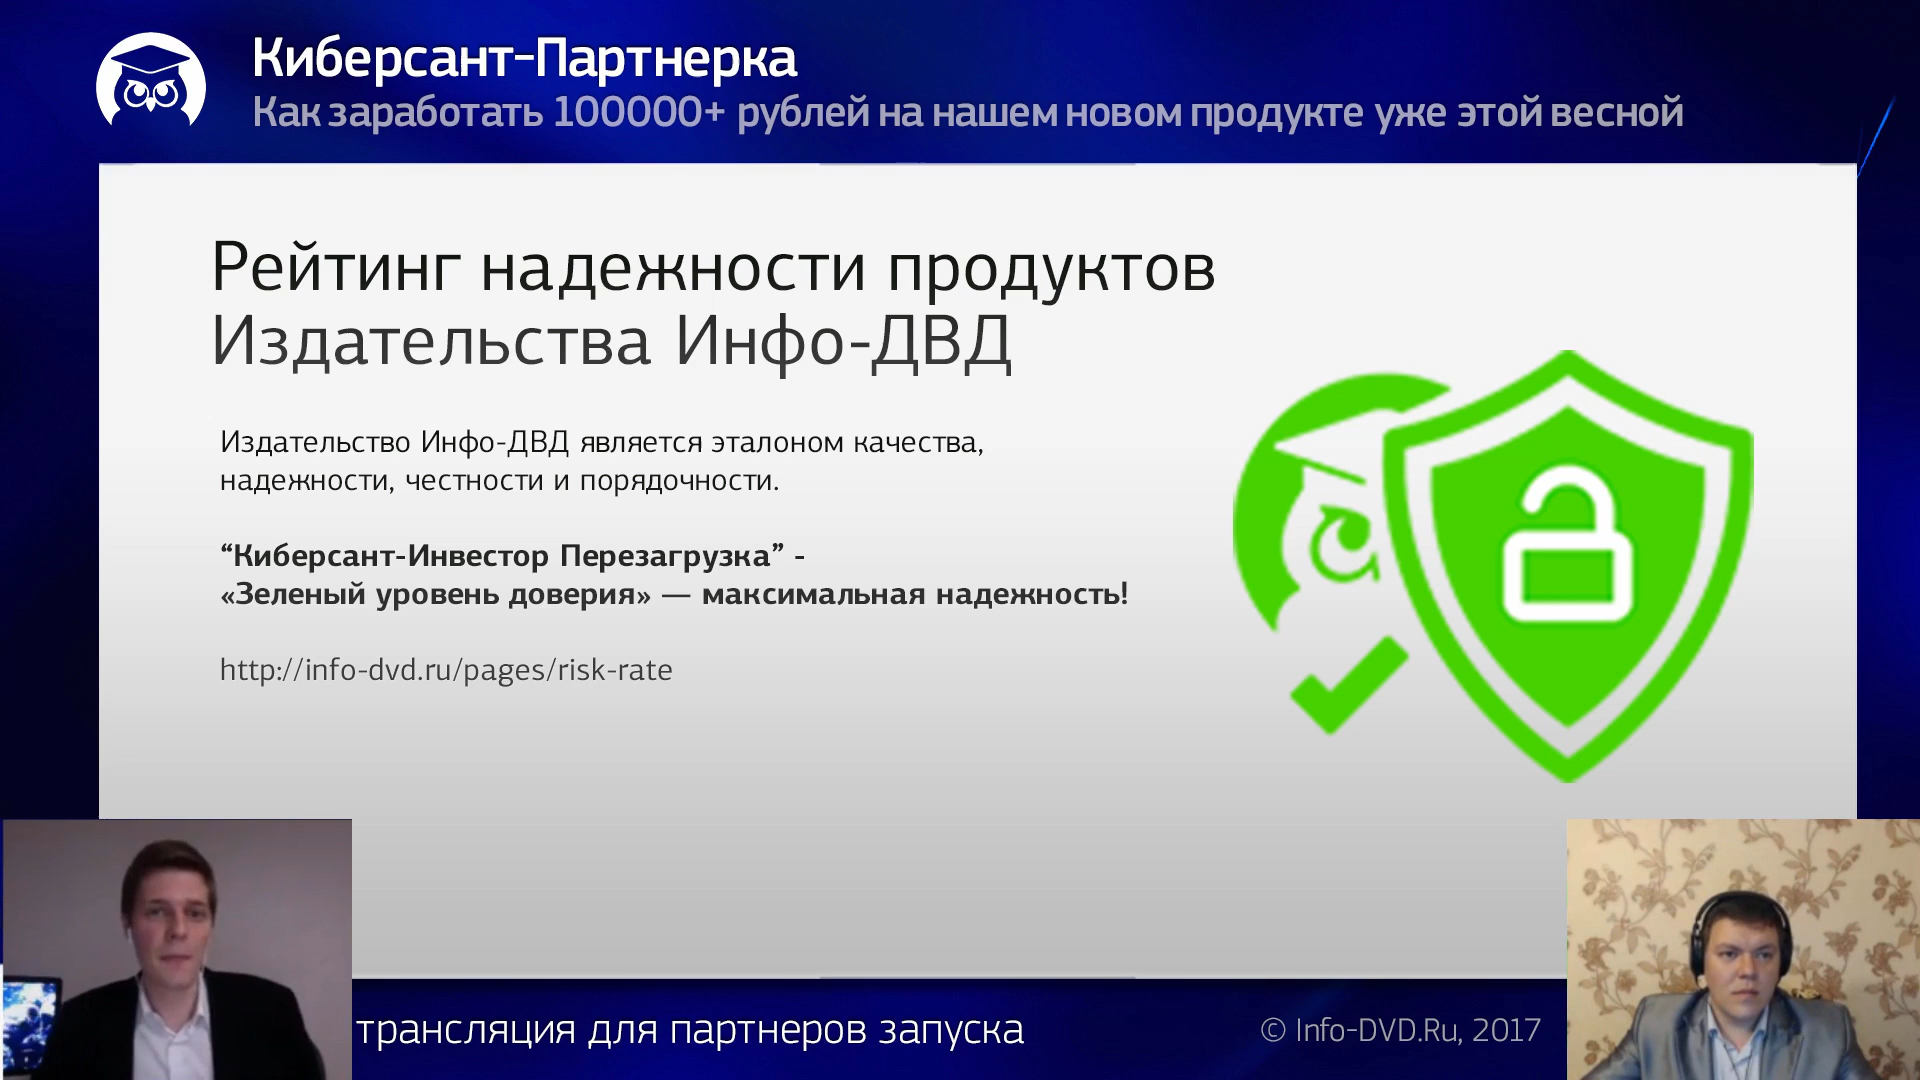 Киберсант-Партнерка
Как заработать 100000+ рублей на нашем новом продукте уже этой весной
Рейтинг надежности продуктов
Издательства Инфо-ДВД
Издательство Инфо-ДВД является эталоном качества,
надежности, честности и порядочности.
“Киберсант-Инвестор Перезагрузка” -
«Зеленый уровень доверия» — максимальная надежность!
http://info-dvd.ru/pages/risk-rate
трансляция для партнеров запуска
© Info-DVD.Ru, 2017